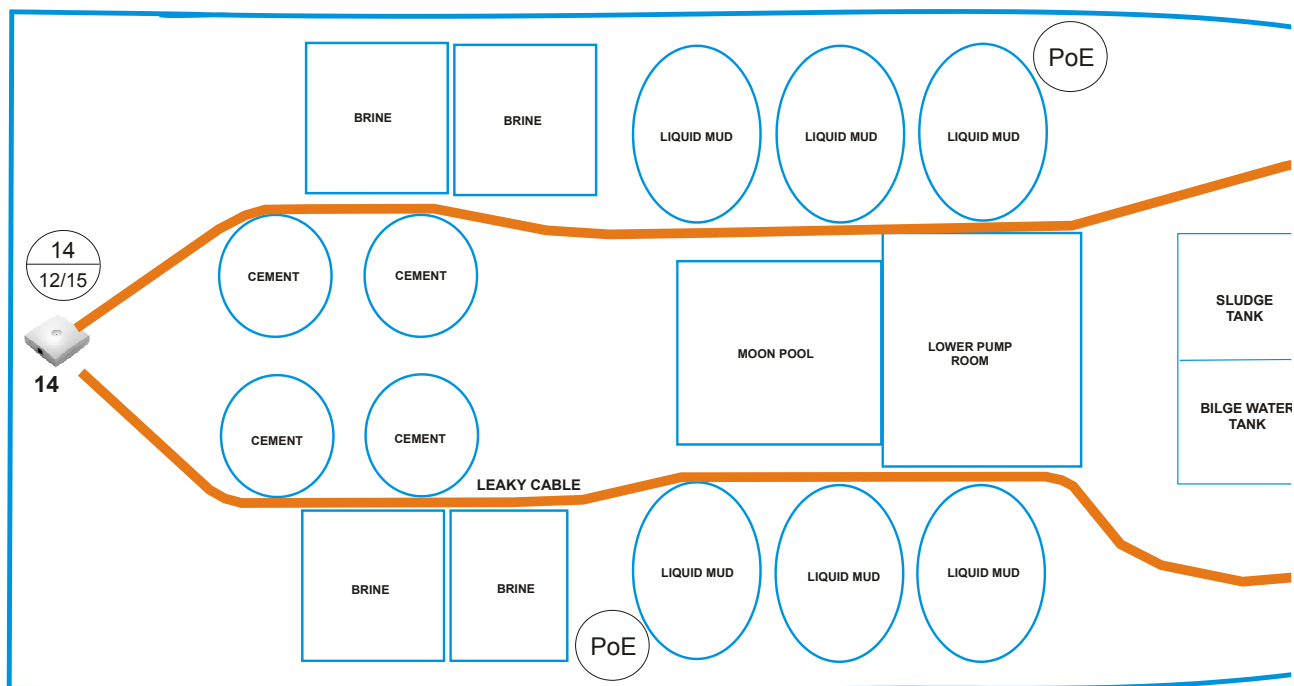 PoE
BRINE
BRINE
LIQUID MUD
LIQUID MUD
LIQUID MUD
14
12/15
CEMENT
CEMENT
SLUDGE
TANK
MOON POOL
LOWER PUMP
ROOM
14
BILGE WATER
TANK
CEMENT
CEMENT
LEAKY CABLE
LIQUID MUD
LIQUID MUD
LIQUID MUD
BRINE
BRINE
PoE